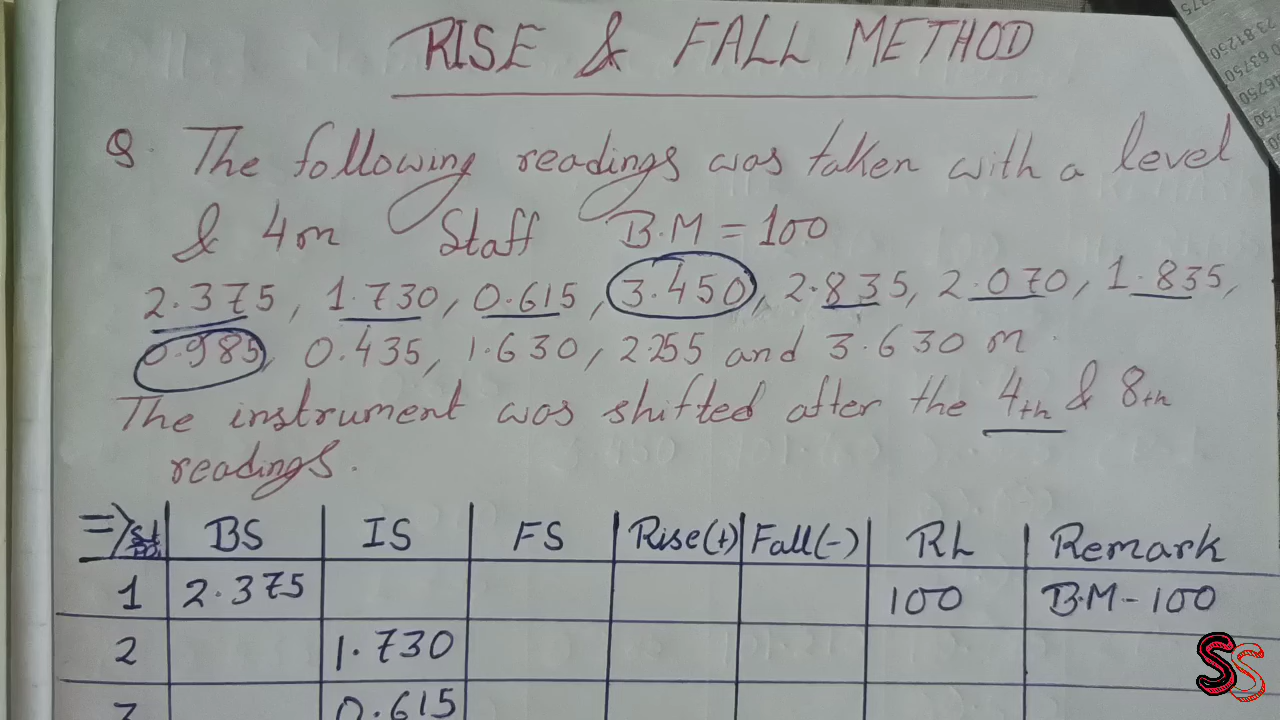 RISE & FALL METHOD
Q. The following readings was taken with a level
& 4m Staff B.M = 100
2.375, 1.730, 0.615, 3.450, 2.835, 2.070, 1.835,
0.985, 0.435, 1.630, 2.255 and 3.630 m.
The instrument was shifted after the 4th & 8th
readings.
=> BS IS FS Rise(+) Fall(-) RL Remark
1 2.375 100 B.M - 100
2 1.730
3 0.615
SS